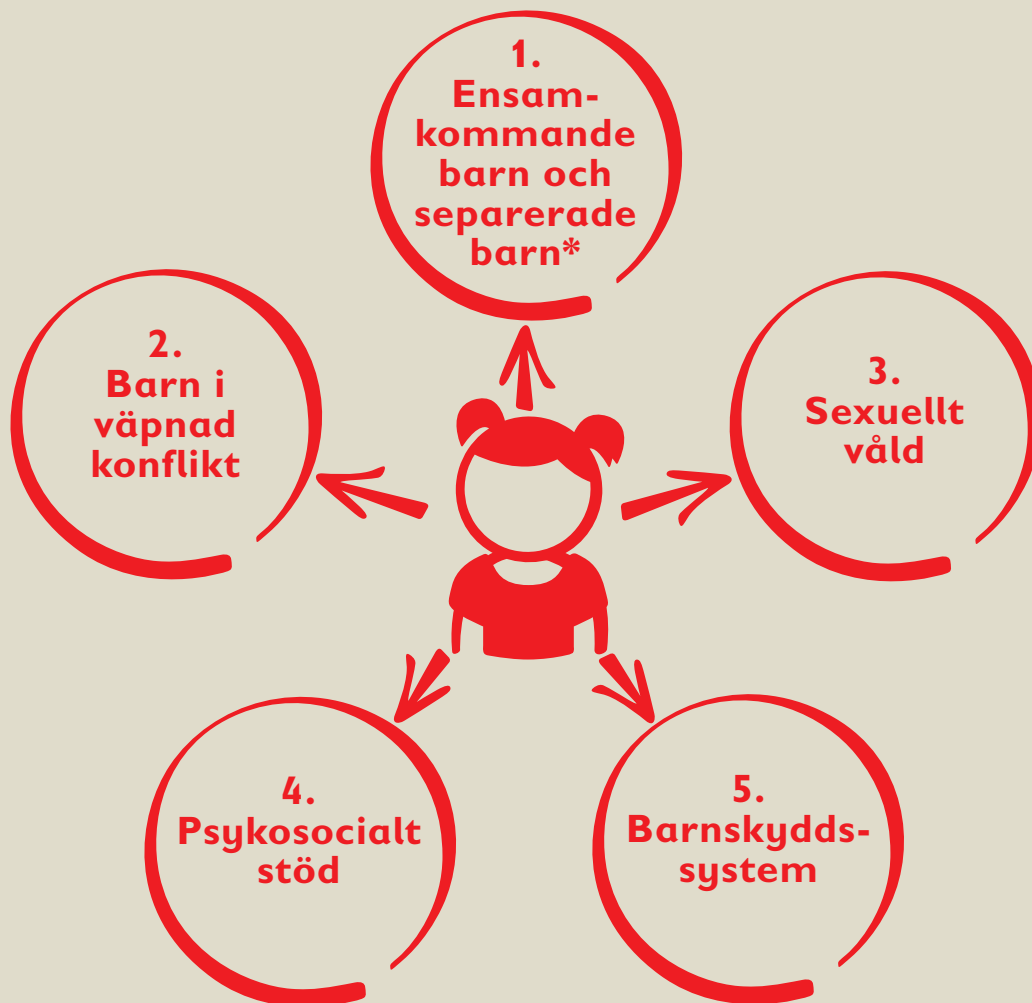 1.
Ensam-
kommande
barn och
separerade
barn*
2.
Barn i
väpnad
konflikt
3.
Sexuellt
våld
4.
Psykosocialt
stöd
5.
Barnskydds-
system